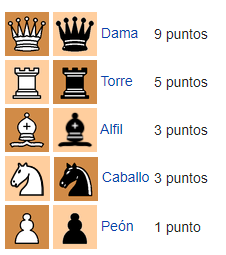 Dama 9 puntos
Torre 5 puntos
Alfil 3 puntos
Caballo 3 puntos
Peón 1 punto